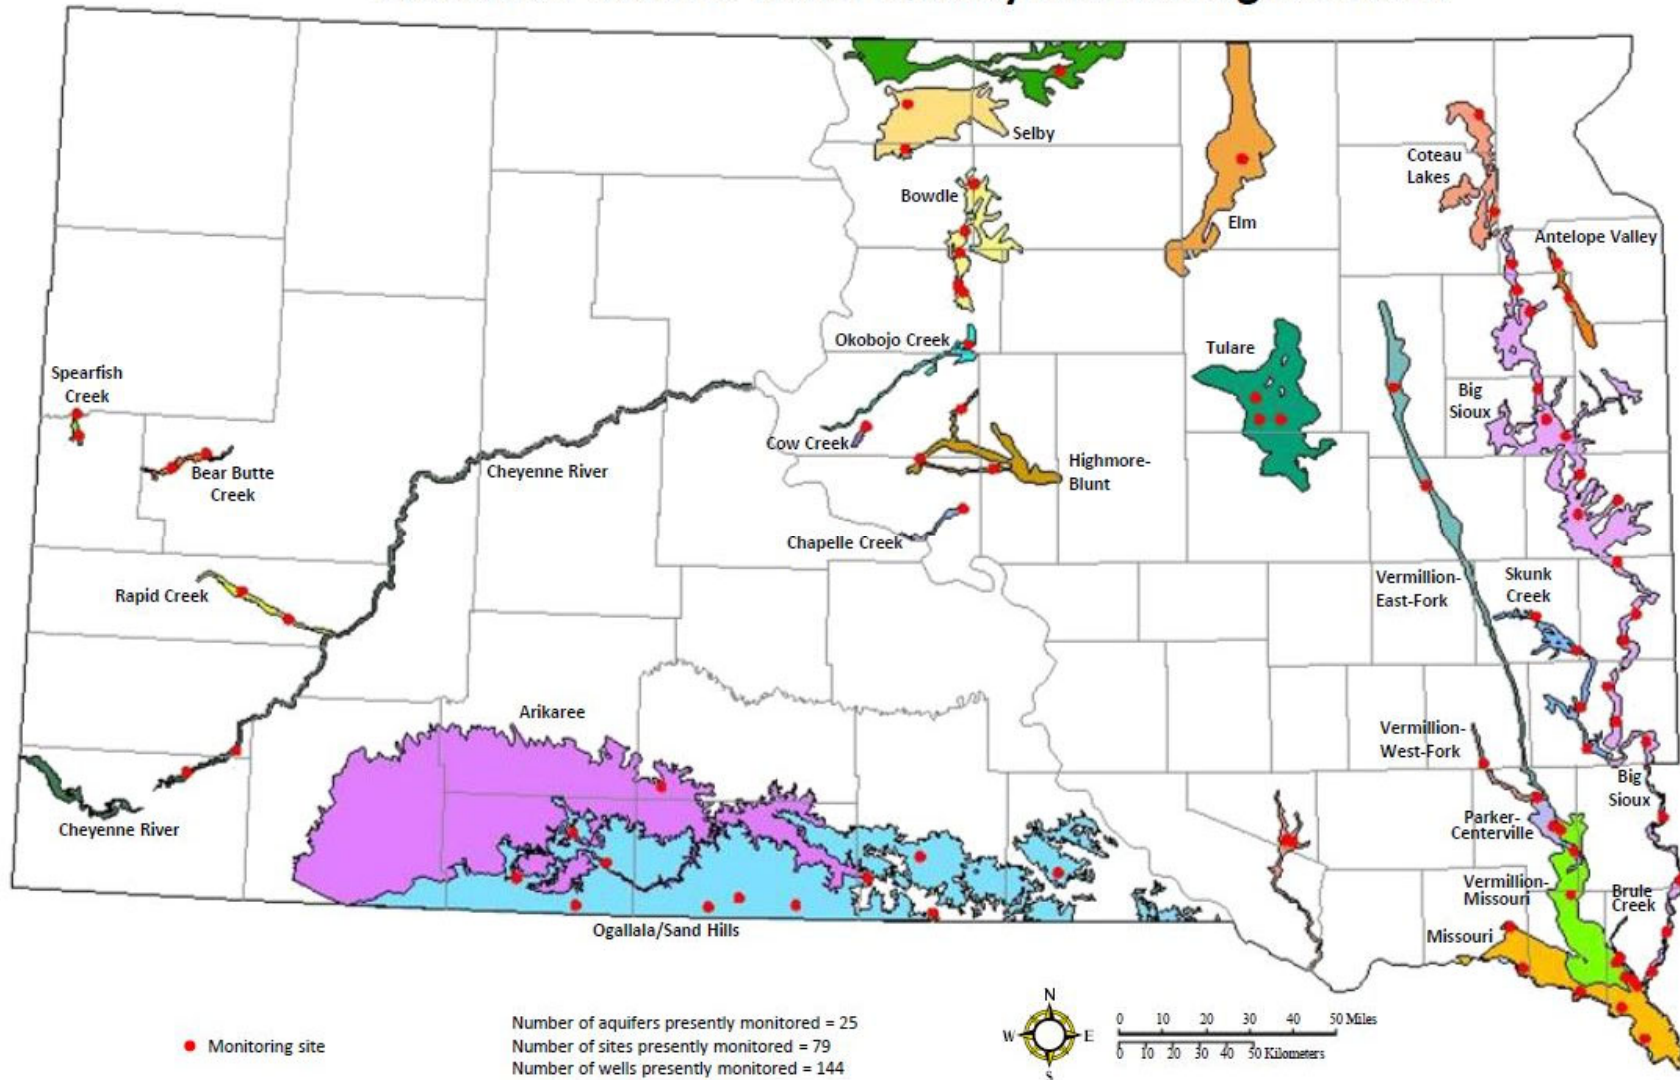 Selby
Coteau
Lakes
Bowdle
Elm
Antelope Valley
Okobojo Creek
Tulare
Spearfish
Creek
Big
Sioux
Cow Creek
Cheyenne River
Bear Butte
Creek
Highmore-
Blunt
Chapelle Creek
Rapid Creek
Vermillion-
East-Fork
Skunk
Creek
Arikaree
Vermillion-
West-Fork
Big
Sioux
Cheyenne River
Parker-
Centerville
Vermillion-
Missouri
Brule
Creek
Ogallala/Sand Hills
Missouri
N
W
E
S
0 10 20 30 40 50 Miles
0 10 20 30 40 50 Kilometers
Monitoring site
Number of aquifers presently monitored = 25
Number of sites presently monitored = 79
Number of wells presently monitored = 144